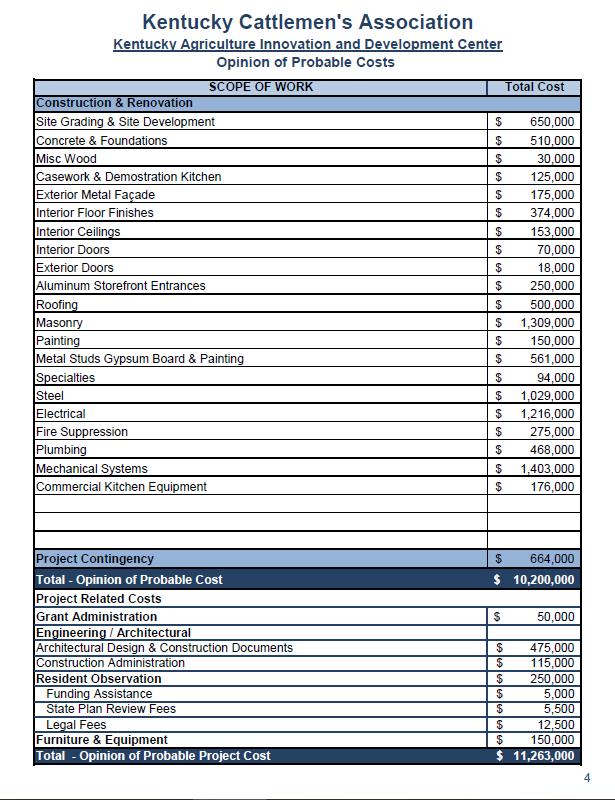 Kentucky Cattlemen's Association
Kentucky Agriculture Innovation and Development Center
Opinion of Probable Costs
SCOPE OF WORK Total Cost
Construction & Renovation
Site Grading & Site Development $ 650,000
Concrete & Foundations $ 510,000
Misc Wood $ 30,000
Casework & Demostration Kitchen $ 125,000
Exterior Metal Façade $ 175,000
Interior Floor Finishes $ 374,000
Interior Ceilings $ 153,000
Interior Doors $ 70,000
Exterior Doors $ 18,000
Aluminum Storefront Entrances $ 250,000
Roofing $ 500,000
Masonry $ 1,309,000
Painting $ 150,000
Metal Studs Gypsum Board & Painting $ 561,000
Specialties $ 94,000
Steel $ 1,029,000
Electrical $ 1,216,000
Fire Suppression $ 275,000
Plumbing $ 468,000
Mechanical Systems $ 1,403,000
Commercial Kitchen Equipment $ 176,000
Project Contingency $ 664,000
Total - Opinion of Probable Cost $ 10,200,000
Project Related Costs
Grant Administration $ 50,000
Engineering / Architectural
Architectural Design & Construction Documents $ 475,000
Construction Administration $ 115,000
Resident Observation $ 250,000
Funding Assistance $ 5,000
State Plan Review Fees $ 5,500
Legal Fees $ 12,500
Furniture & Equipment $ 150,000
Total - Opinion of Probable Project Cost $ 11,263,000
4